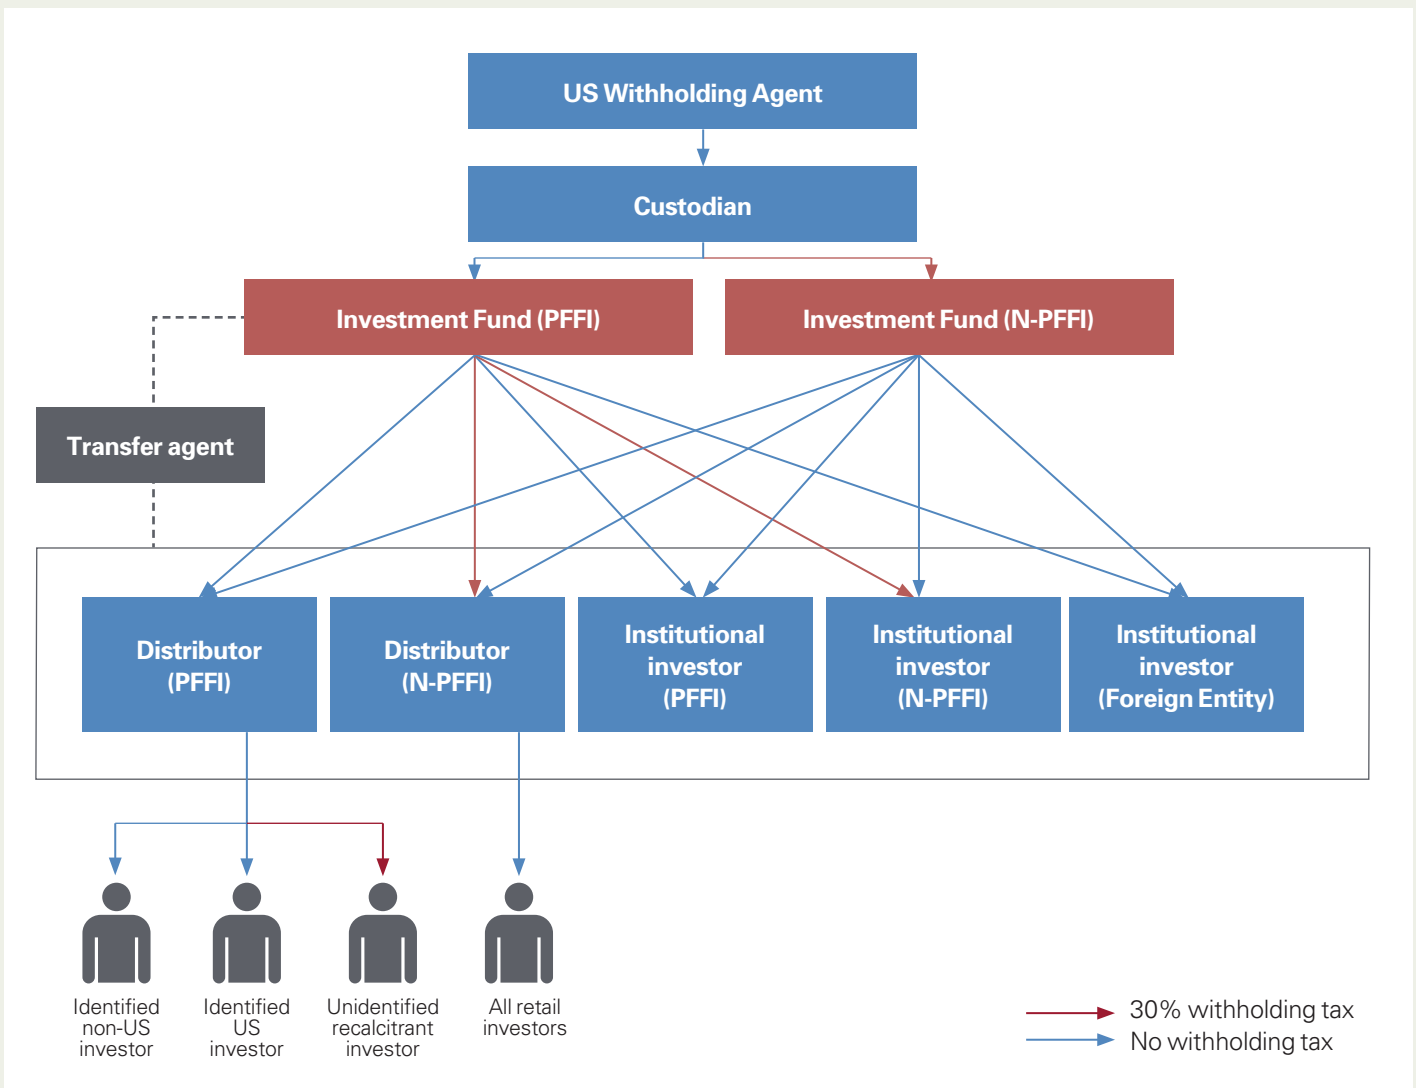 US Withholding Agent
Custodian
Investment Fund (PFFI)
Investment Fund (N-PFFI)
Transfer agent
Distributor
(PFFI)
Distributor
(N-PFFI)
Institutional
investor
(PFFI)
Institutional
investor
(N-PFFI)
Institutional
investor
(Foreign Entity)
Identified
non-US
investor
Identified
US
investor
Unidentified
recalcitrant
investor
All retail
investors
30% withholding tax
No withholding tax